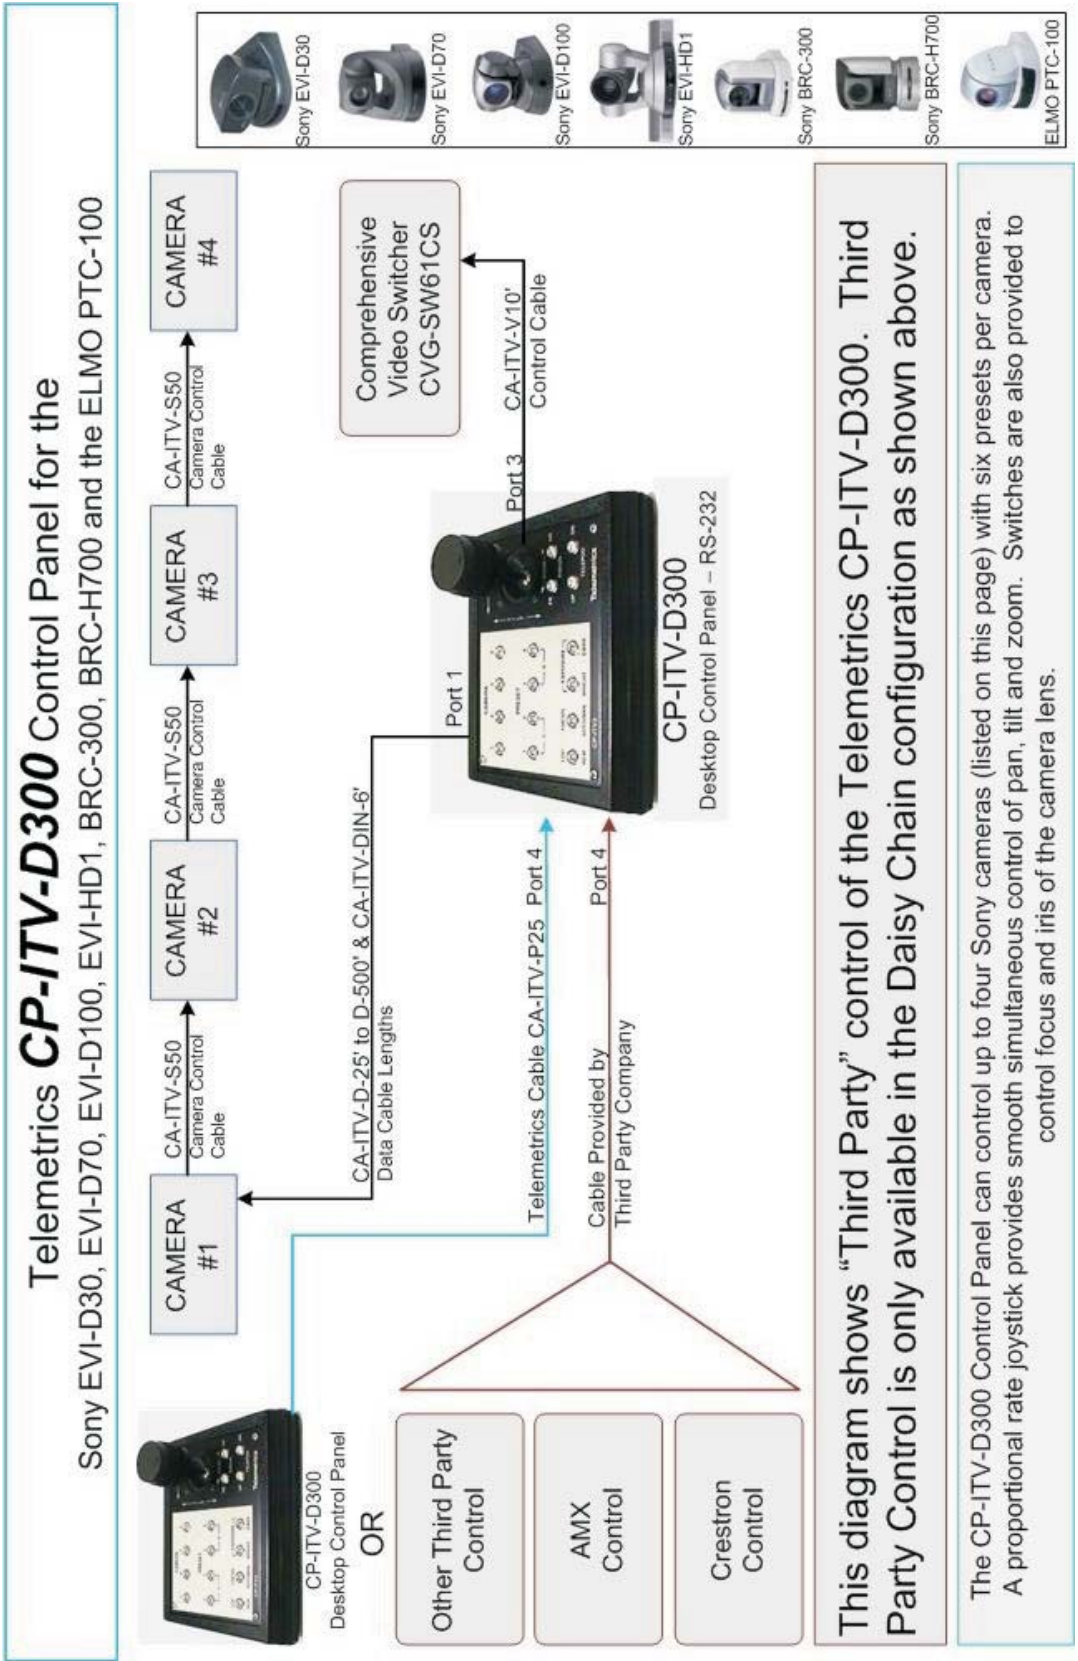 Telemetrics CP-ITV-D300 Control Panel for the
Sony EVI-D30, EVI-D70, EVI-D100, EVI-HD1, BRC-300, BRC-H700 and the ELMO PTC-100
CAMERA
#1
CA-ITV-S50
Camera Control
Cable
CAMERA
#2
CA-ITV-S50
Camera Control
Cable
CAMERA
#3
CA-ITV-S50
Camera Control
Cable
CAMERA
#4
Sony EVI-D30
Sony EVI-D70
Sony EVI-D100
Sony EVI-HD1
Sony BRC-300
Sony BRC-H700
ELMO PTC-100
CP-ITV-D300
Desktop Control Panel
OR
Other Third Party
Control
AMX
Control
Crestron
Control
CA-ITV-D-25' to D-500' & CA-ITV-DIN-6'
Data Cable Lengths
Port 1
Telemetrics Cable CA-ITV-P25 Port 4
Cable Provided by
Third Party Company
Port 4
CAMERA
PRESET
Telemetrics
CP-ITV-D300
Desktop Control Panel – RS-232
Port 3
CA-ITV-V10'
Control Cable
Comprehensive
Video Switcher
CVG-SW61CS
This diagram shows “Third Party” control of the Telemetrics CP-ITV-D300. Third
Party Control is only available in the Daisy Chain configuration as shown above.
The CP-ITV-D300 Control Panel can control up to four Sony cameras (listed on this page) with six presets per camera.
A proportional rate joystick provides smooth simultaneous control of pan, tilt and zoom. Switches are also provided to
control focus and iris of the camera lens.